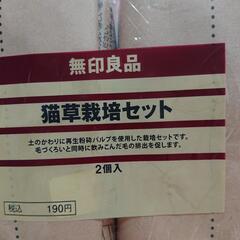 無印良品
猫草栽培セット
土のかわりに再生粉砕パルプを使用した栽培セットです。
毛づくろいと同時に飲みこんだ毛の排出を促します。
2個入
税込 190円